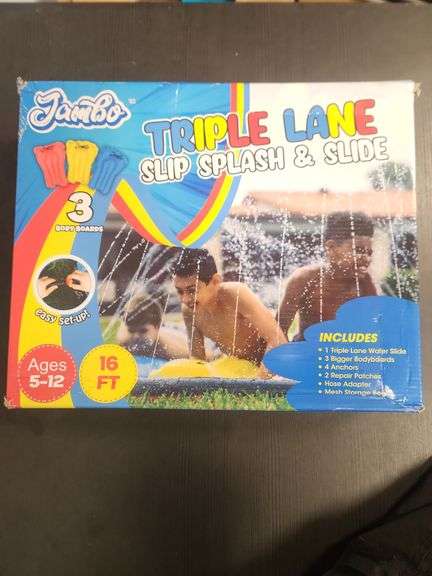 Jambo
TRIPLE LANE
SLIP SPLASH & SLIDE
3
BODY BOARDS
easy set-up!
Ages
5-12
16
FT
INCLUDES
• 1 Triple Lane Water Slide
• 3 Bigger Bodyboards
• 4 Anchors
• 2 Repair Patches
• Hose Adapter
• Mesh Storage Bag